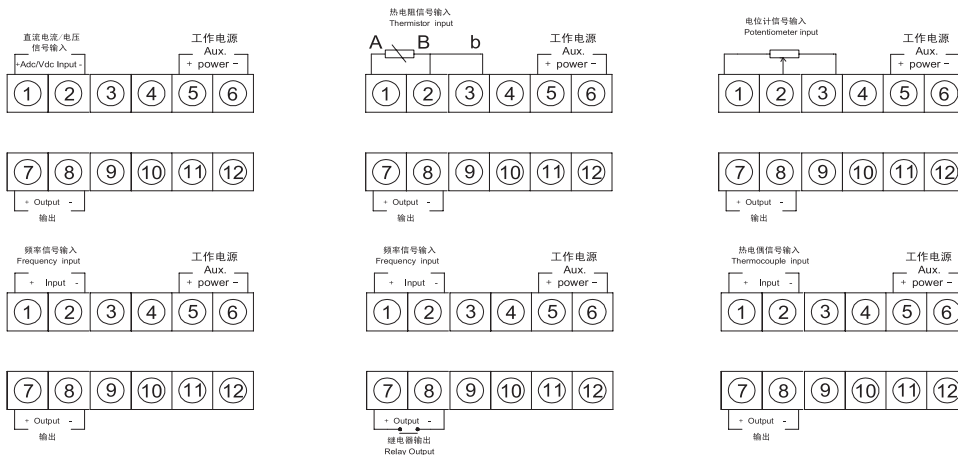 直流电流/电压
信号输入
+Adc/Vdc Input -
工作电源
Aux.
+ power -
1 2 3 4 5 6
7 8 9 10 11 12
+ Output -
输出
热电阻信号输入
Thermistor input
A B b
工作电源
Aux.
+ power -
1 2 3 4 5 6
7 8 9 10 11 12
+ Output -
输出
电位计信号输入
Potentiometer input
工作电源
Aux.
+ power -
1 2 3 4 5 6
7 8 9 10 11 12
+ Output -
输出
频率信号输入
Frequency input
+ Input -
工作电源
Aux.
+ power -
1 2 3 4 5 6
7 8 9 10 11 12
+ Output -
输出
频率信号输入
Frequency input
+ Input -
工作电源
Aux.
+ power -
1 2 3 4 5 6
7 8 9 10 11 12
+ Output -
继电器输出
Relay Output
热电偶信号输入
Thermocouple input
+ Input -
工作电源
Aux.
+ power -
1 2 3 4 5 6
7 8 9 10 11 12
+ Output -
输出